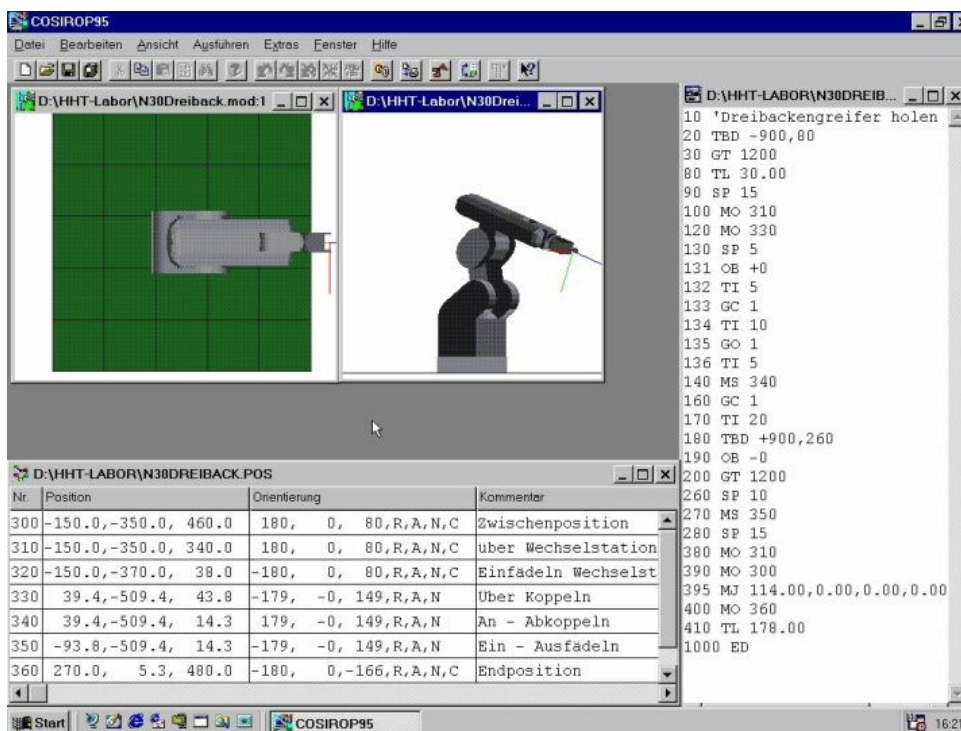 COSIROP95
Datei Bearbeiten Ansicht Ausführen Extras Fenster Hilfe
D:\HHT-Labor\N30Dreiback.mod:1
D:\HHT-Labor\N30Drei...
D:\HHT-LABOR\N30DREIB...
10 'Dreibackengreifer holen
20 TBD -900,80
30 GT 1200
80 TL 30.00
90 SP 15
100 MO 310
120 MO 330
130 SP 5
131 OB +0
132 TI 5
133 GC 1
134 TI 10
135 GO 1
136 TI 5
140 MS 340
160 GC 1
170 TI 20
180 TBD +900,260
190 OB -0
200 GT 1200
260 SP 10
270 MS 350
280 SP 15
380 MO 310
390 MO 300
395 MJ 114.00,0.00,0.00,0.00
400 MO 360
410 TL 178.00
1000 ED
D:\HHT-LABOR\N30DREIBACK.POS
Nr. Position Orientierung Kommentar
300 -150.0,-350.0, 460.0 180, 0, 80,R,A,N,C Zwischenposition
310 -150.0,-350.0, 340.0 180, 0, 80,R,A,N,C über Wechselstation
320 -150.0,-370.0, 38.0 -180, 0, 80,R,A,N,C Einfädeln Wechselst
330 39.4,-509.4, 43.8 -179, -0, 149,R,A,N Über Koppeln
340 39.4,-509.4, 14.3 179, -0, 149,R,A,N An - Abkoppeln
350 -93.8,-509.4, 14.3 -179, -0, 149,R,A,N Ein - Ausfädeln
360 270.0, 5.3, 480.0 -180, 0,-166,R,A,N,C Endposition
Start COSIROP95 16:21